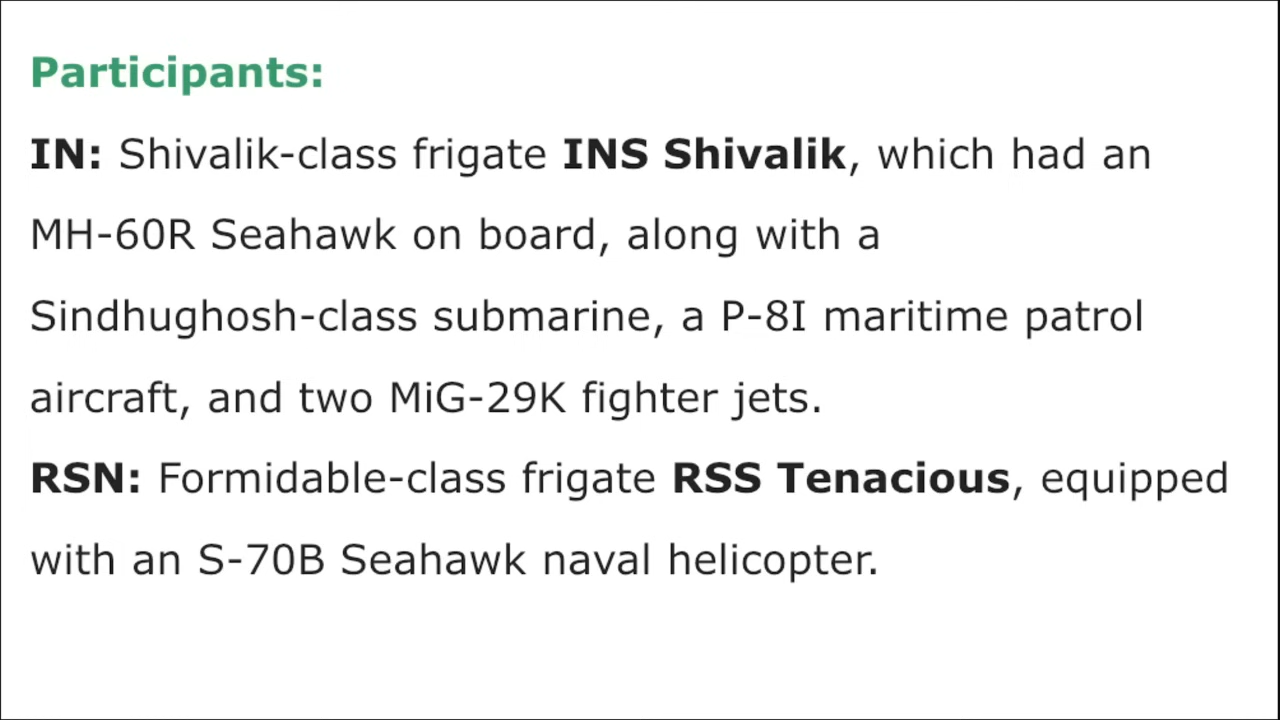 Participants:
IN: Shivalik-class frigate INS Shivalik, which had an
MH-60R Seahawk on board, along with a
Sindhughosh-class submarine, a P-8I maritime patrol
aircraft, and two MiG-29K fighter jets.
RSN: Formidable-class frigate RSS Tenacious, equipped
with an S-70B Seahawk naval helicopter.